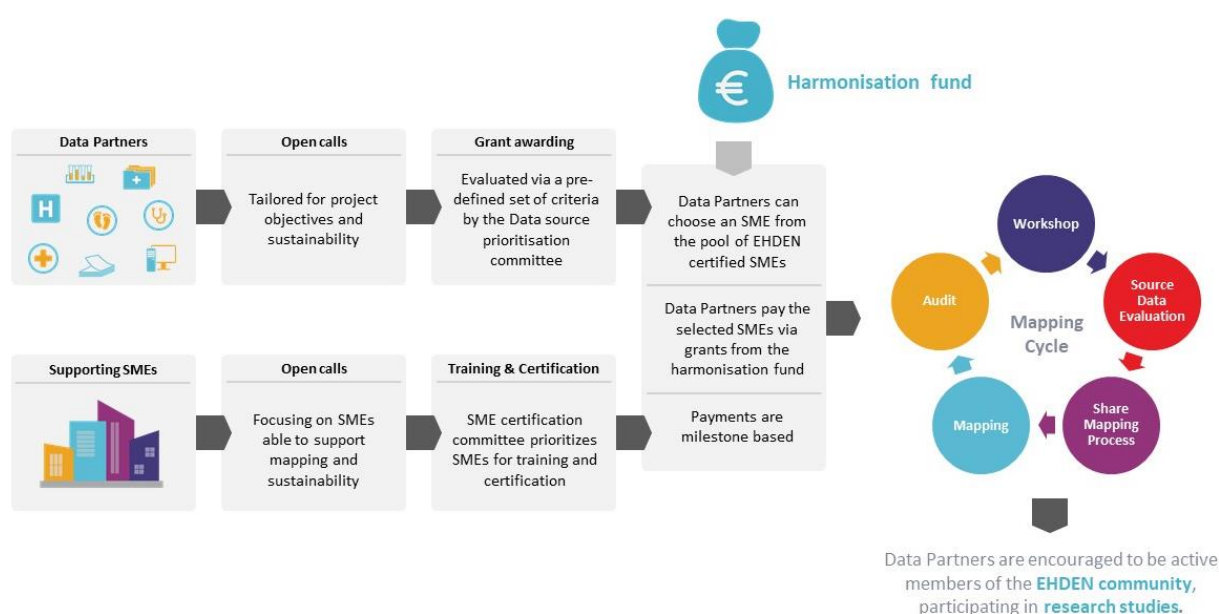 €
Harmonisation fund
Data Partners
H
Open calls
Tailored for project
objectives and
sustainability
Grant awarding
Evaluated via a pre-
defined set of criteria
by the Data source
prioritisation
committee
Supporting SMEs
Open calls
Focusing on SMEs
able to support
mapping and
sustainability
Training & Certification
SME certification
committee prioritizes
SMEs for training and
certification
Data Partners can
choose an SME from
the pool of EHDEN
certified SMEs
Data Partners pay the
selected SMEs via
grants from the
harmonisation fund
Payments are
milestone based
Mapping
Cycle
Workshop
Source
Data
Evaluation
Share
Mapping
Process
Mapping
Audit
Data Partners are encouraged to be active
members of the EHDEN community,
participating in research studies.